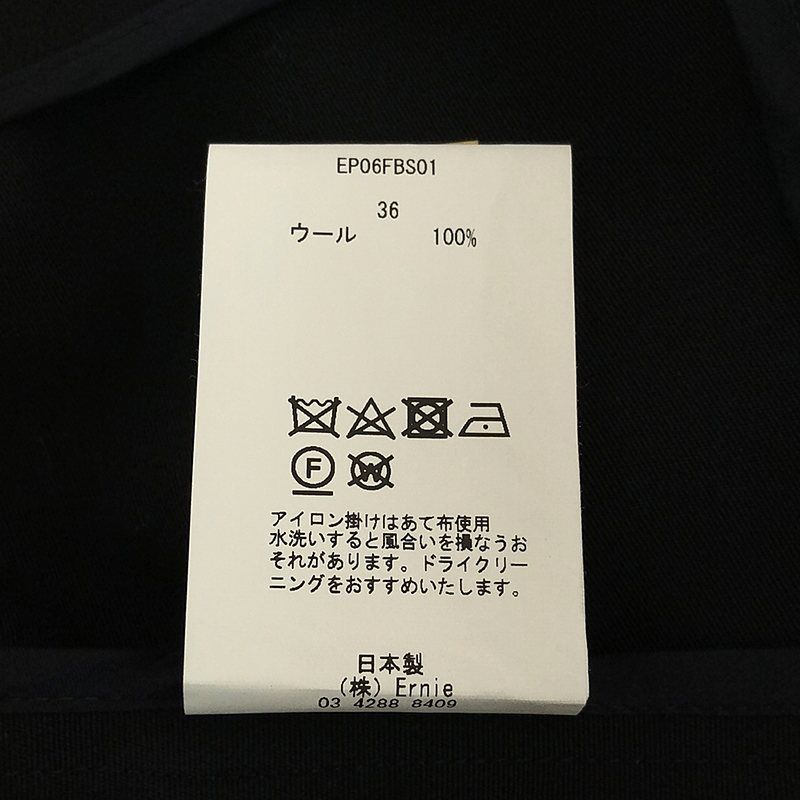 EP06FBS01
36
ウール 100%
F W
アイロン掛けはあて布使用
水洗いすると風合いを損なうお
それがあります。ドライクリー
ニングをおすすめいたします。
日本製
(株) Ernie
03 4288 8409